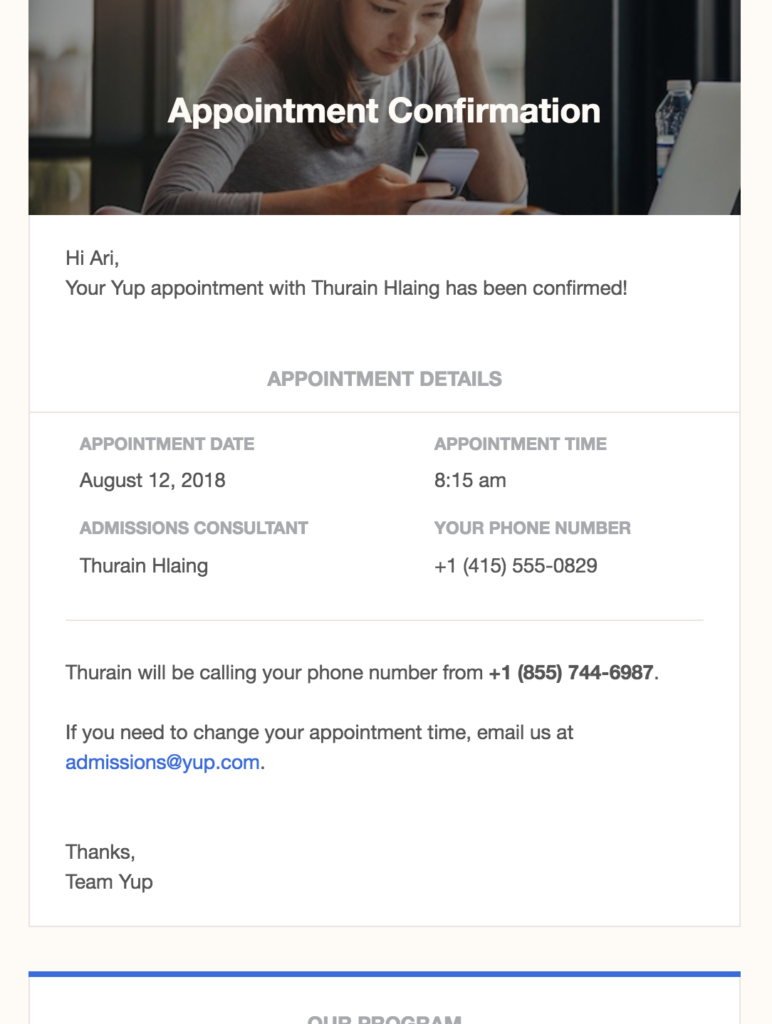 Appointment Confirmation
Hi Ari,
Your Yup appointment with Thurain Hlaing has been confirmed!
APPOINTMENT DETAILS
APPOINTMENT DATE
APPOINTMENT TIME
August 12, 2018
8:15 am
ADMISSIONS CONSULTANT
YOUR PHONE NUMBER
Thurain Hlaing
+1 (415) 555-0829
Thurain will be calling your phone number from +1 (855) 744-6987.
If you need to change your appointment time, email us at
admissions@yup.com.
Thanks,
Team Yup
OUR PROGRAM